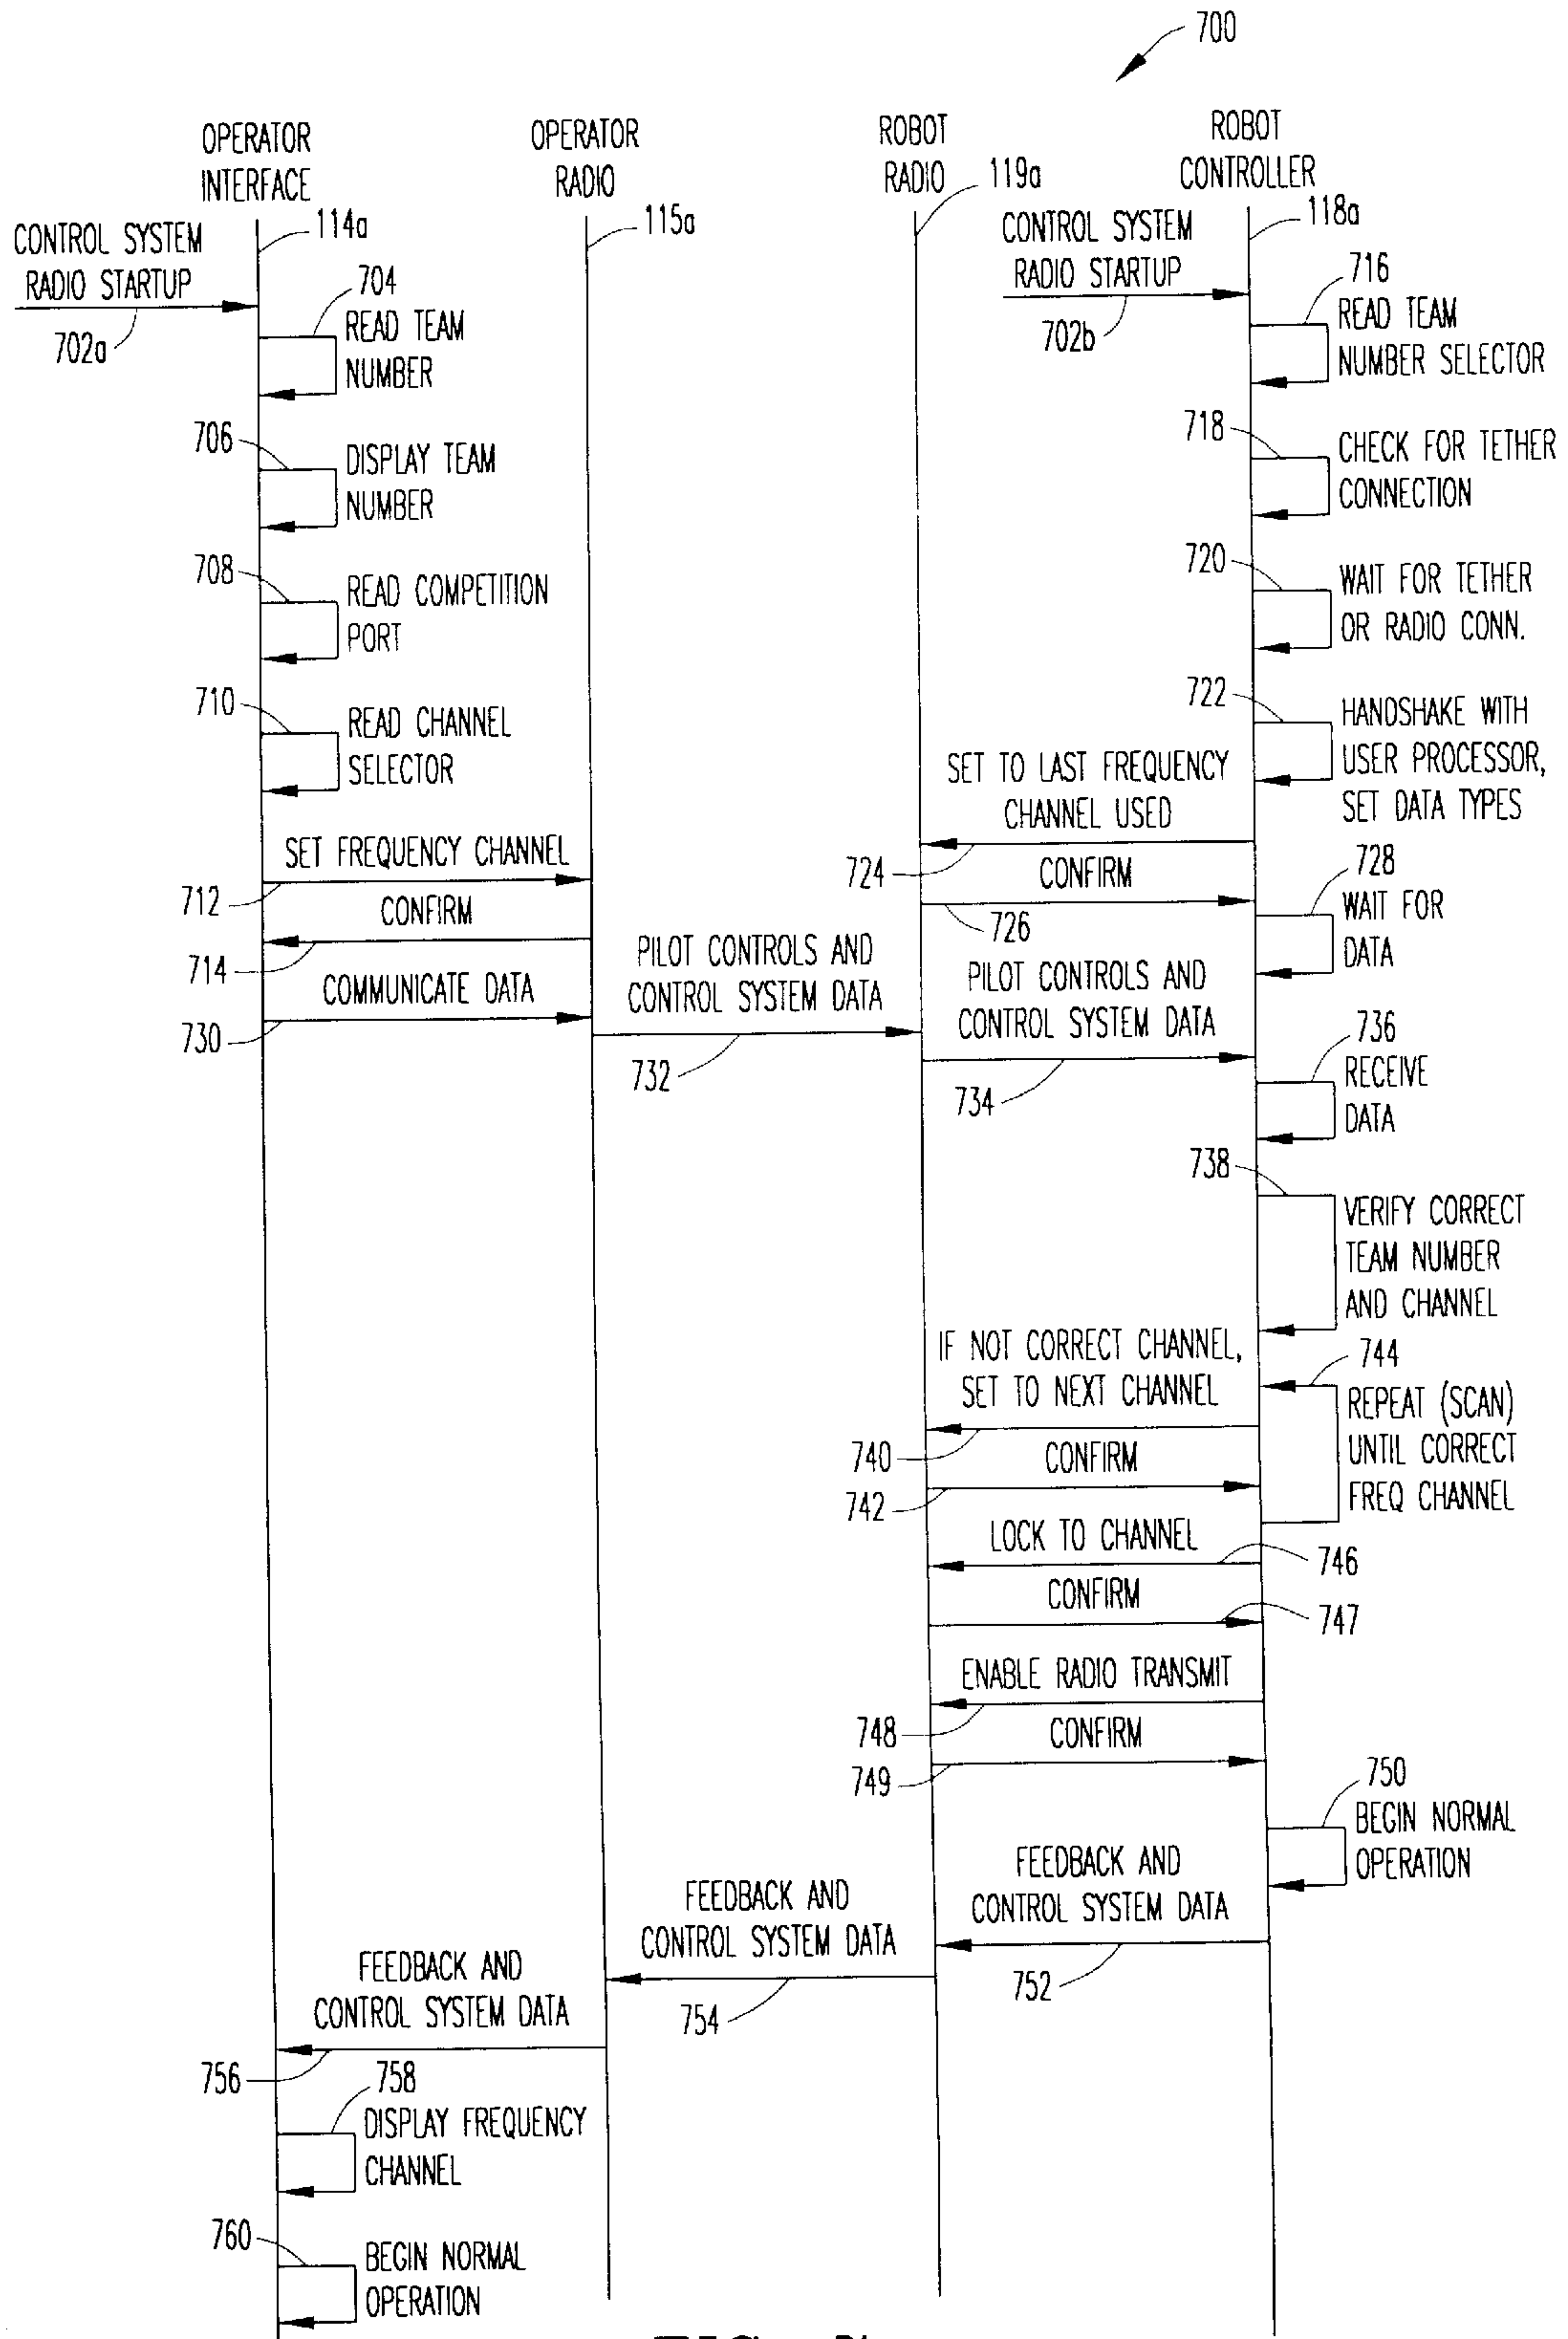 700
OPERATOR
INTERFACE
OPERATOR
RADIO
ROBOT
RADIO
ROBOT
CONTROLLER
114a
115a
119a
118a
CONTROL SYSTEM
RADIO STARTUP
702a
CONTROL SYSTEM
RADIO STARTUP
702b
704
READ TEAM
NUMBER
716
READ TEAM
NUMBER SELECTOR
706
DISPLAY TEAM
NUMBER
718
CHECK FOR TETHER
CONNECTION
708
READ COMPETITION
PORT
720
WAIT FOR TETHER
OR RADIO CONN.
710
READ CHANNEL
SELECTOR
722
HANDSHAKE WITH
USER PROCESSOR,
SET DATA TYPES
SET TO LAST FREQUENCY
CHANNEL USED
724
SET FREQUENCY CHANNEL
712
CONFIRM
726
728
WAIT FOR
DATA
CONFIRM
714
COMMUNICATE DATA
730
PILOT CONTROLS AND
CONTROL SYSTEM DATA
732
PILOT CONTROLS AND
CONTROL SYSTEM DATA
734
736
RECEIVE
DATA
738
VERIFY CORRECT
TEAM NUMBER
AND CHANNEL
IF NOT CORRECT CHANNEL,
SET TO NEXT CHANNEL
740
744
REPEAT (SCAN)
UNTIL CORRECT
FREQ CHANNEL
CONFIRM
742
LOCK TO CHANNEL
746
CONFIRM
747
ENABLE RADIO TRANSMIT
748
CONFIRM
749
750
BEGIN NORMAL
OPERATION
FEEDBACK AND
CONTROL SYSTEM DATA
752
FEEDBACK AND
CONTROL SYSTEM DATA
754
FEEDBACK AND
CONTROL SYSTEM DATA
756
758
DISPLAY FREQUENCY
CHANNEL
760
BEGIN NORMAL
OPERATION